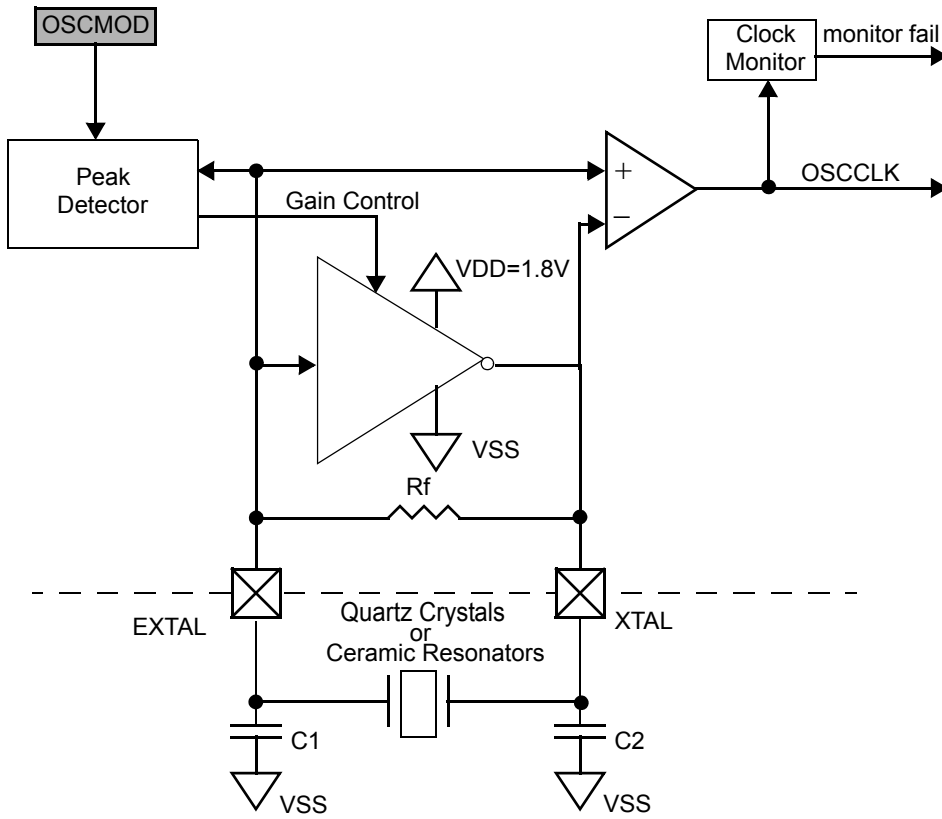 OSCMOD
Clock
Monitor
monitor fail
Peak
Detector
+
OSCCLK
Gain Control
−
VDD=1.8V
VSS
Rf
EXTAL
Quartz Crystals
or
Ceramic Resonators
XTAL
C1
C2
VSS
VSS